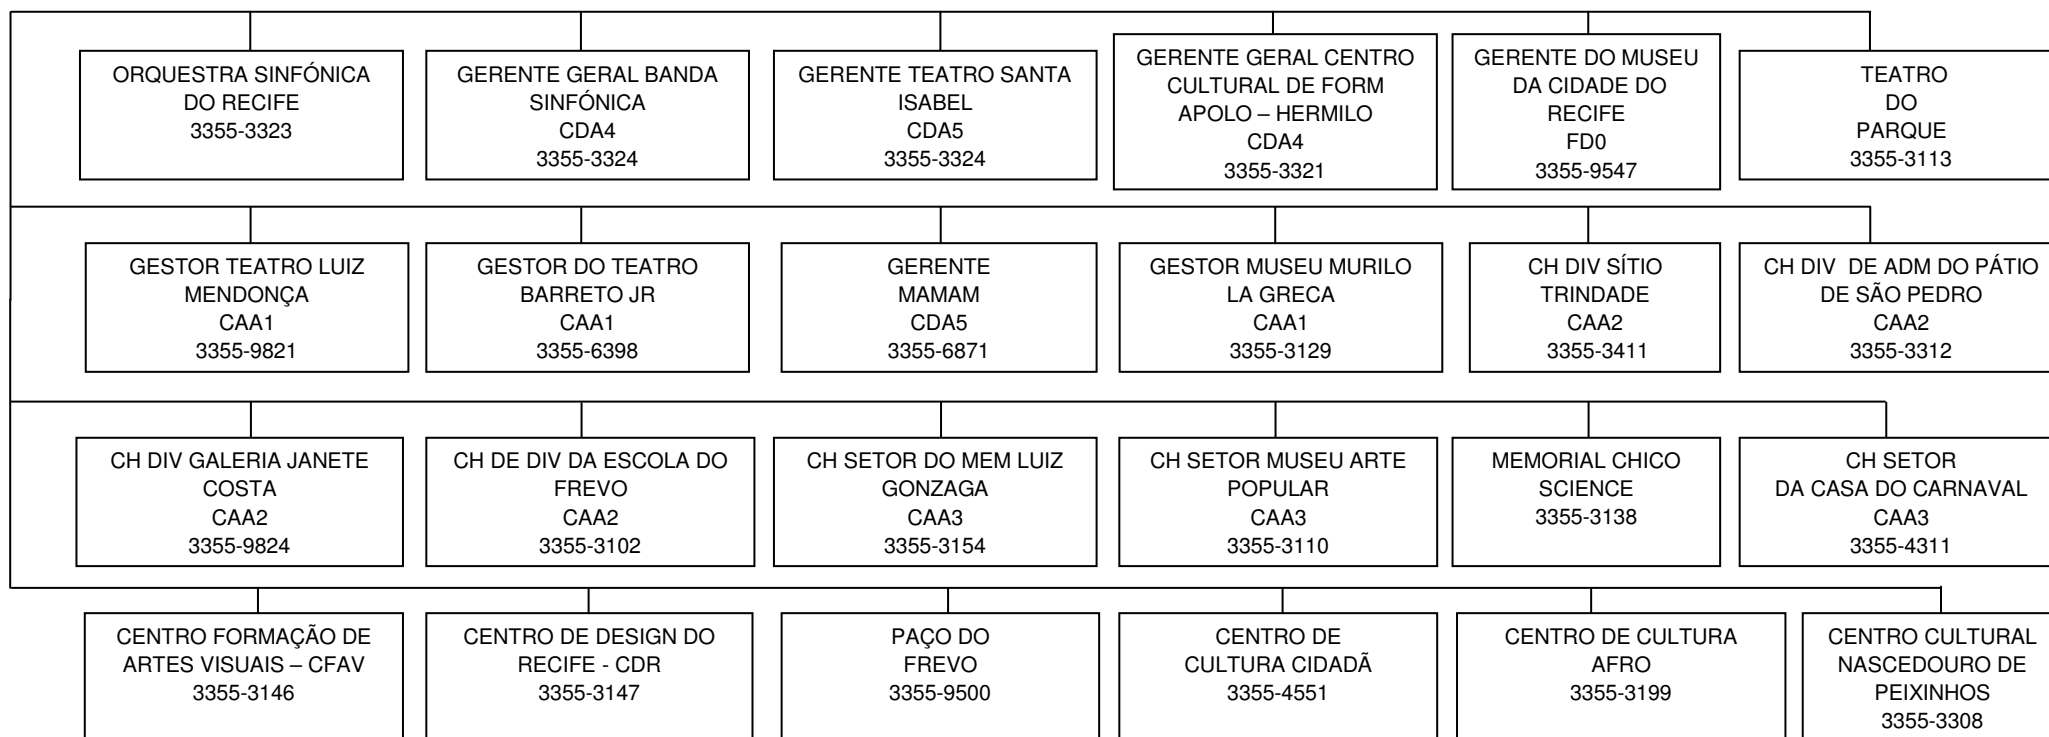 ORQUESTRA SINFÓNICA
DO RECIFE
3355-3323
GERENTE GERAL BANDA
SINFÓNICA
CDA4
3355-3324
GERENTE TEATRO SANTA
ISABEL
CDA5
3355-3324
GERENTE GERAL CENTRO
CULTURAL DE FORM
APOLO – HERMILO
CDA4
3355-3321
GERENTE DO MUSEU
DA CIDADE DO
RECIFE
FD0
3355-9547
TEATRO
DO
PARQUE
3355-3113
GESTOR TEATRO LUIZ
MENDONÇA
CAA1
3355-9821
GESTOR DO TEATRO
BARRETO JR
CAA1
3355-6398
GERENTE
MAMAM
CDA5
3355-6871
GESTOR MUSEU MURILO
LA GRECA
CAA1
3355-3129
CH DIV SÍTIO
TRINDADE
CAA2
3355-3411
CH DIV  DE ADM DO PÁTIO
DE SÃO PEDRO
CAA2
3355-3312
CH DIV GALERIA JANETE
COSTA
CAA2
3355-9824
CH DE DIV DA ESCOLA DO
FREVO
CAA2
3355-3102
CH SETOR DO MEM LUIZ
GONZAGA
CAA3
3355-3154
CH SETOR MUSEU ARTE
POPULAR
CAA3
3355-3110
MEMORIAL CHICO
SCIENCE
3355-3138
CH SETOR
DA CASA DO CARNAVAL
CAA3
3355-4311
CENTRO FORMAÇÃO DE
ARTES VISUAIS – CFAV
3355-3146
CENTRO DE DESIGN DO
RECIFE - CDR
3355-3147
PAÇO DO
FREVO
3355-9500
CENTRO DE
CULTURA CIDADÃ
3355-4551
CENTRO DE CULTURA
AFRO
3355-3199
CENTRO CULTURAL
NASCEDOURO DE
PEIXINHOS
3355-3308